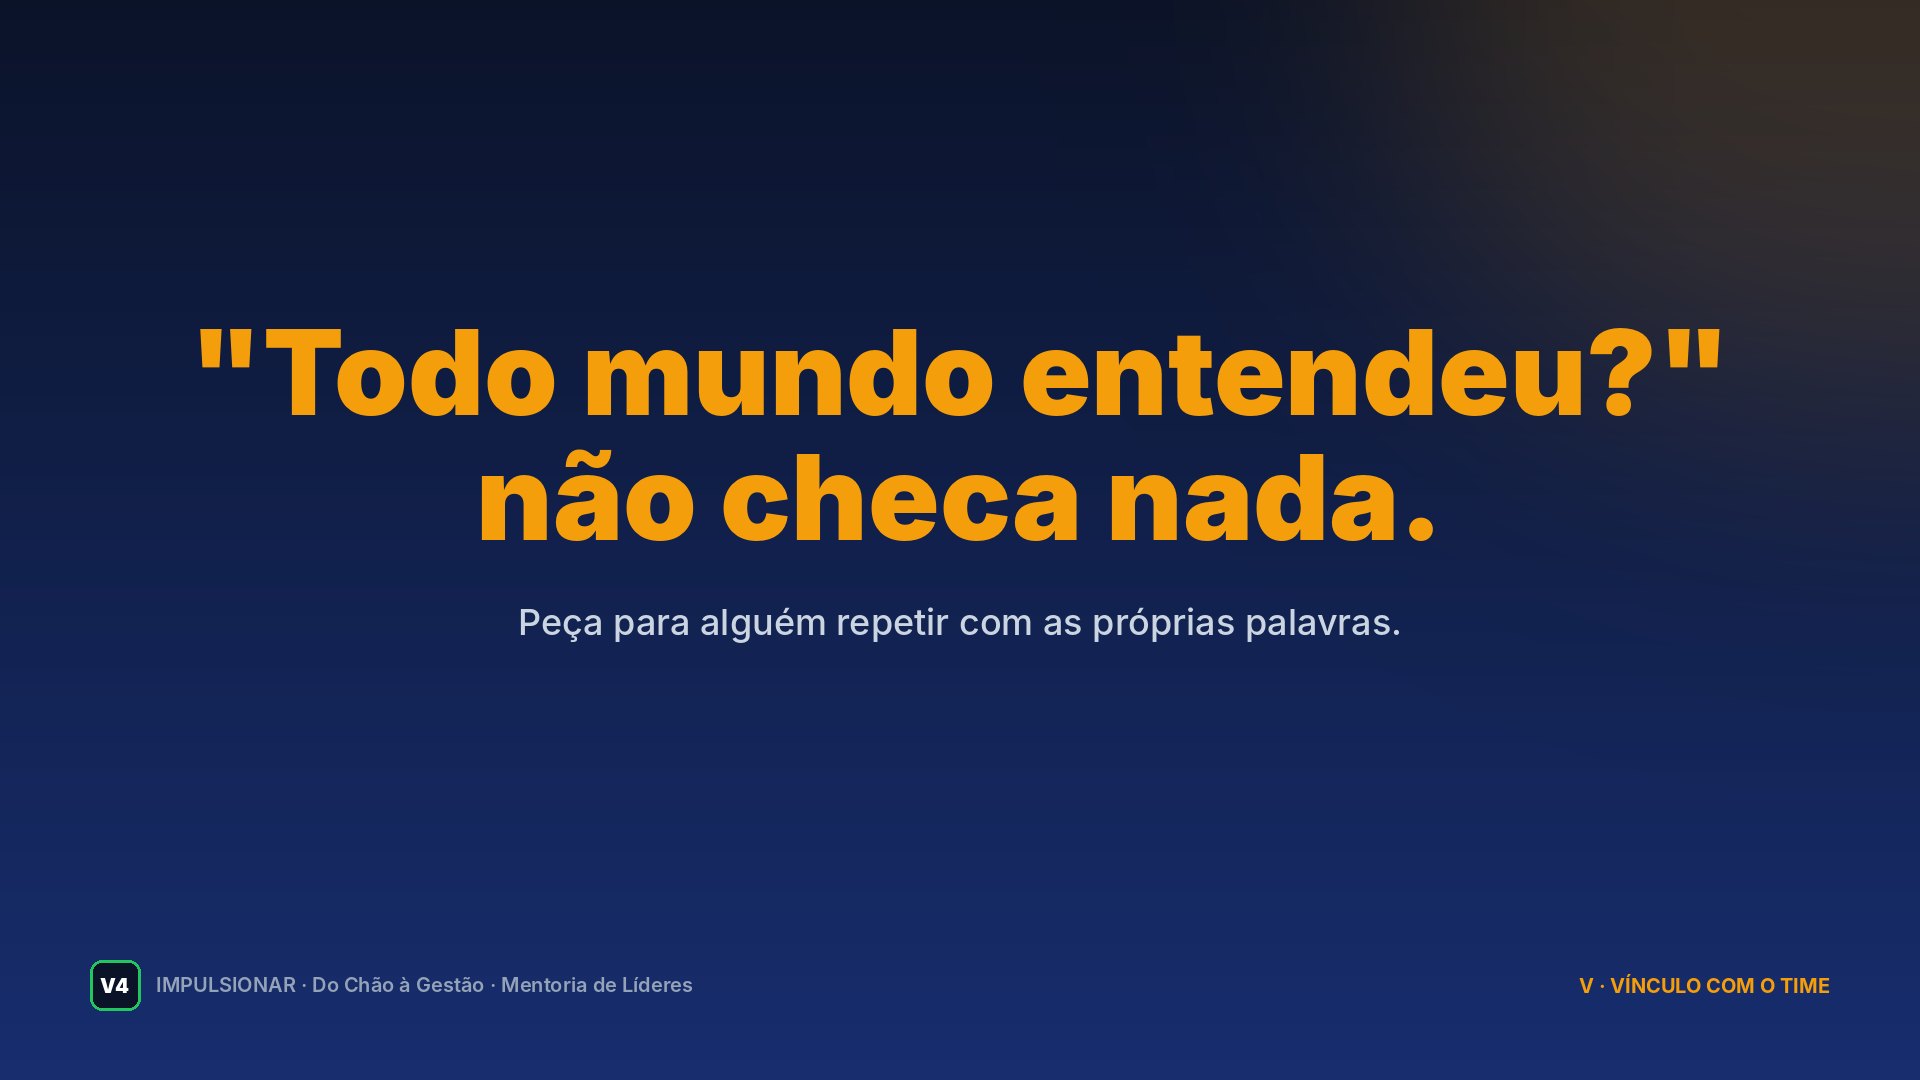 "Todo mundo entendeu?"
não checa nada.
Peça para alguém repetir com as próprias palavras.
V4 IMPULSIONAR · Do Chão à Gestão · Mentoria de Líderes
V · VÍNCULO COM O TIME